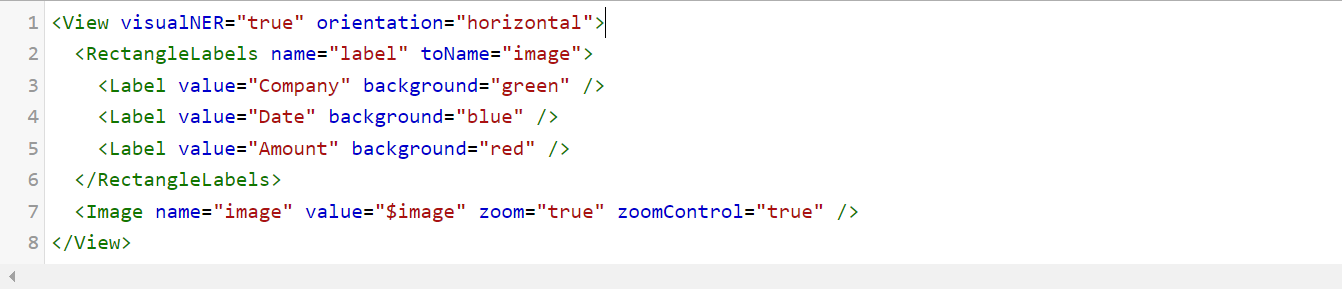 1 <View visualNER="true" orientation="horizontal">
2   <RectangleLabels name="label" toName="image">
3     <Label value="Company" background="green" />
4     <Label value="Date" background="blue" />
5     <Label value="Amount" background="red" />
6   </RectangleLabels>
7   <Image name="image" value="$image" zoom="true" zoomControl="true" />
8 </View>